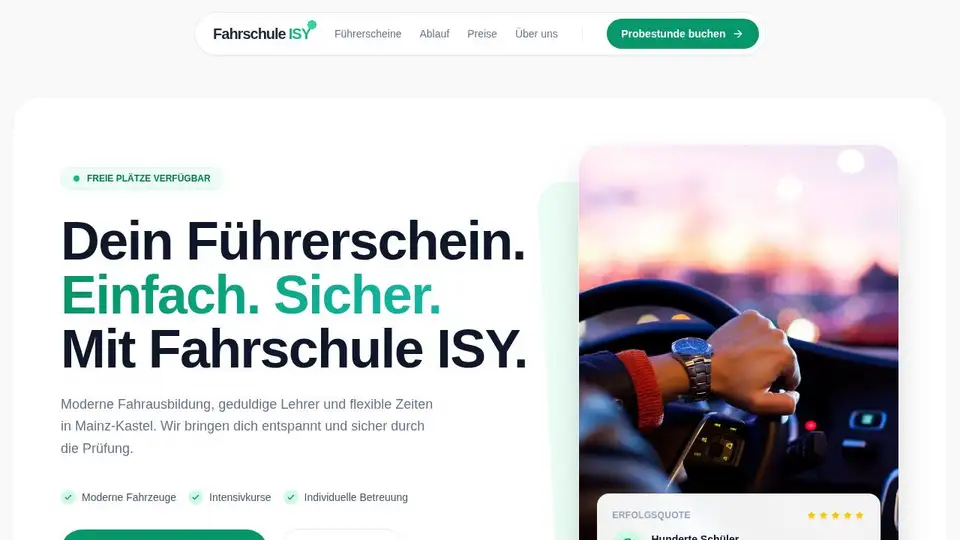 Fahrschule ISY
Führerscheine
Ablauf
Preise
Über uns
Probestunde buchen
FREIE PLÄTZE VERFÜGBAR
Dein Führerschein.
Einfach. Sicher.
Mit Fahrschule ISY.
Moderne Fahrausbildung, geduldige Lehrer und flexible Zeiten
in Mainz-Kastel. Wir bringen dich entspannt und sicher durch
die Prüfung.
Moderne Fahrzeuge
Intensivkurse
Individuelle Betreuung
ERFOLGSQUOTE
Hunderte Schüler